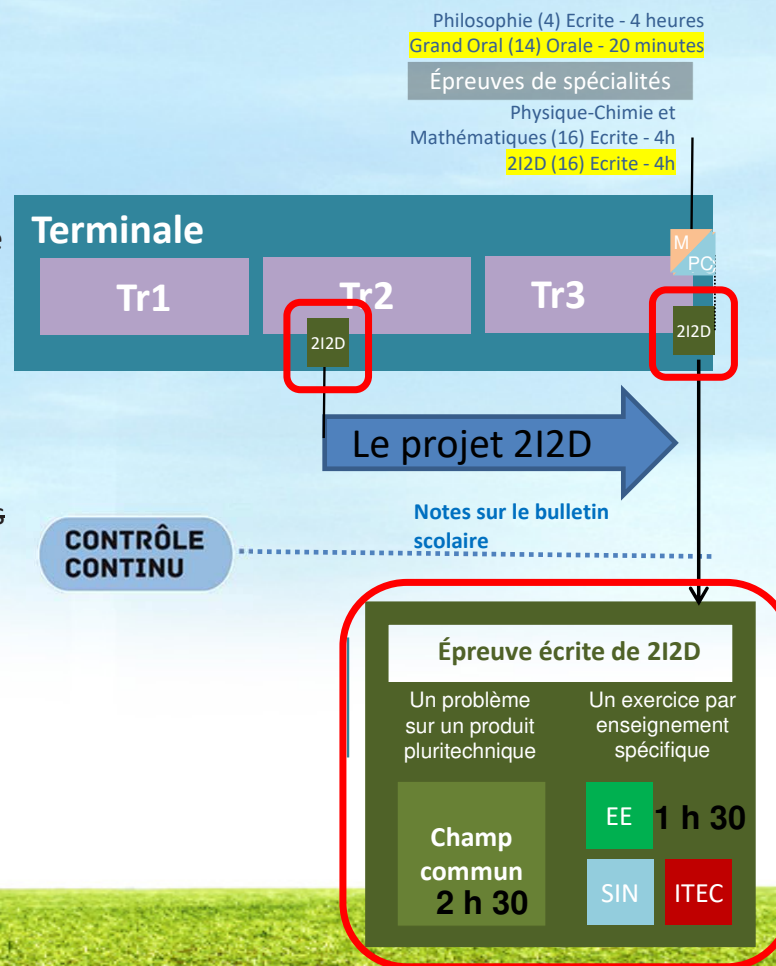 Philosophie (4) Ecrite - 4 heures
Grand Oral (14) Orale - 20 minutes
Épreuves de spécialités
Physique-Chimie et
Mathématiques (16) Ecrite - 4h
2I2D (16) Ecrite - 4h
Terminale
M
PC
Tr1
Tr2
Tr3
2I2D
2I2D
Le projet 2I2D
Notes sur le bulletin
scolaire
CONTRÔLE
CONTINU
Épreuve écrite de 2I2D
Un problème
sur un produit
pluritechnique
Un exercice par
enseignement
spécifique
Champ
commun
2 h 30
EE
1 h 30
SIN
ITEC